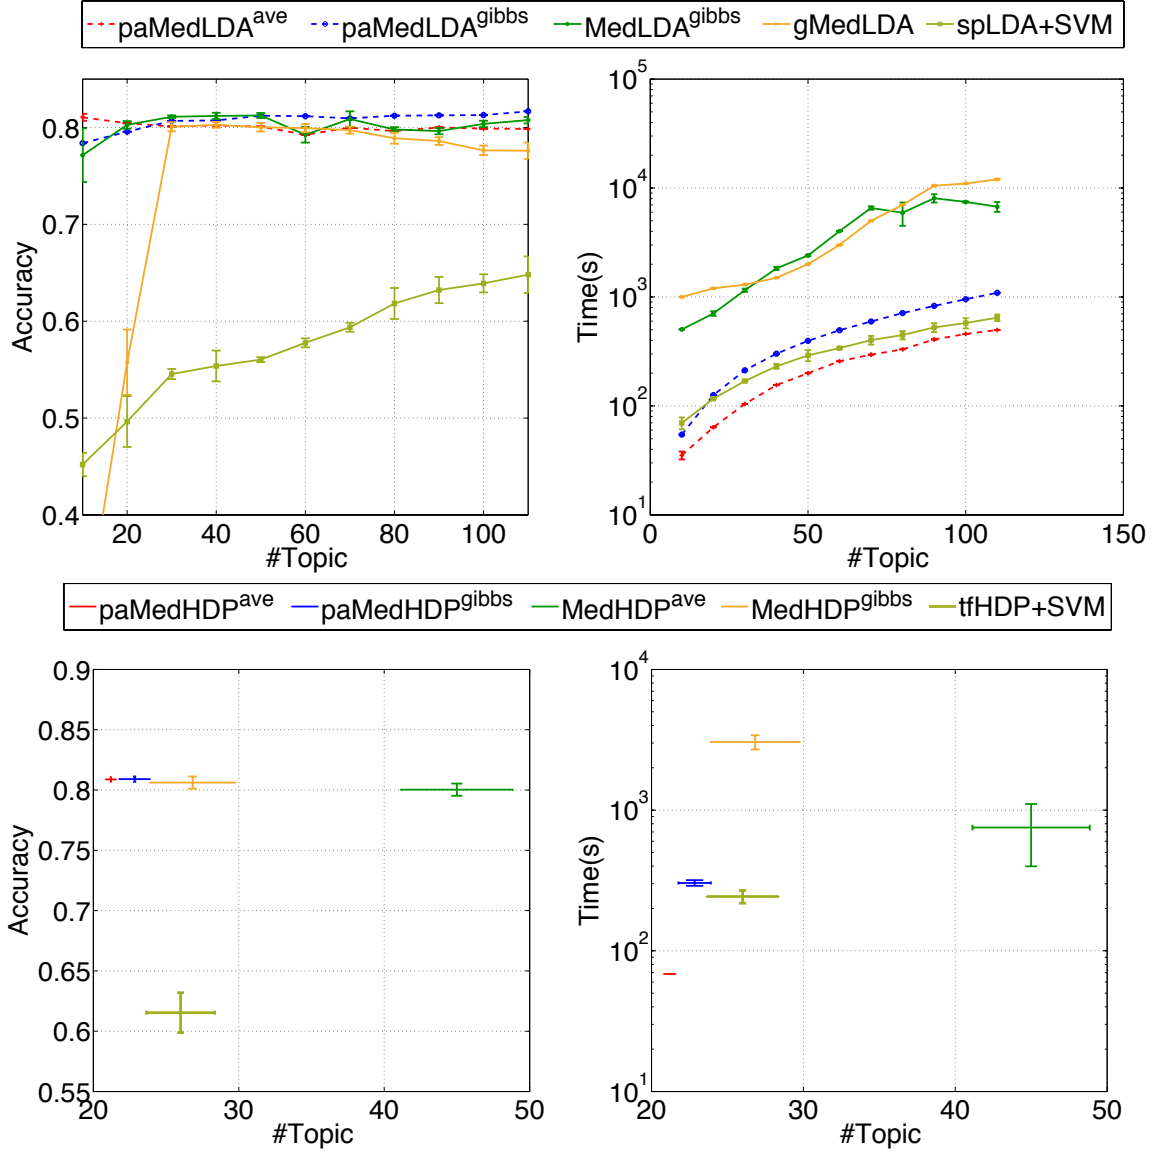 paMedLDA^ave paMedLDA^gibbs MedLDA^gibbs gMedLDA spLDA+SVM
0.8
0.7
0.6
0.5
0.4
20 40 60 80 100
#Topic
Accuracy
10^5
10^4
10^3
10^2
10^1
0 50 100 150
#Topic
Time(s)
paMedHDP^ave paMedHDP^gibbs MedHDP^ave MedHDP^gibbs tfHDP+SVM
0.9
0.85
0.8
0.75
0.7
0.65
0.6
0.55
20 30 40 50
#Topic
Accuracy
10^4
10^3
10^2
10^1
20 30 40 50
#Topic
Time(s)